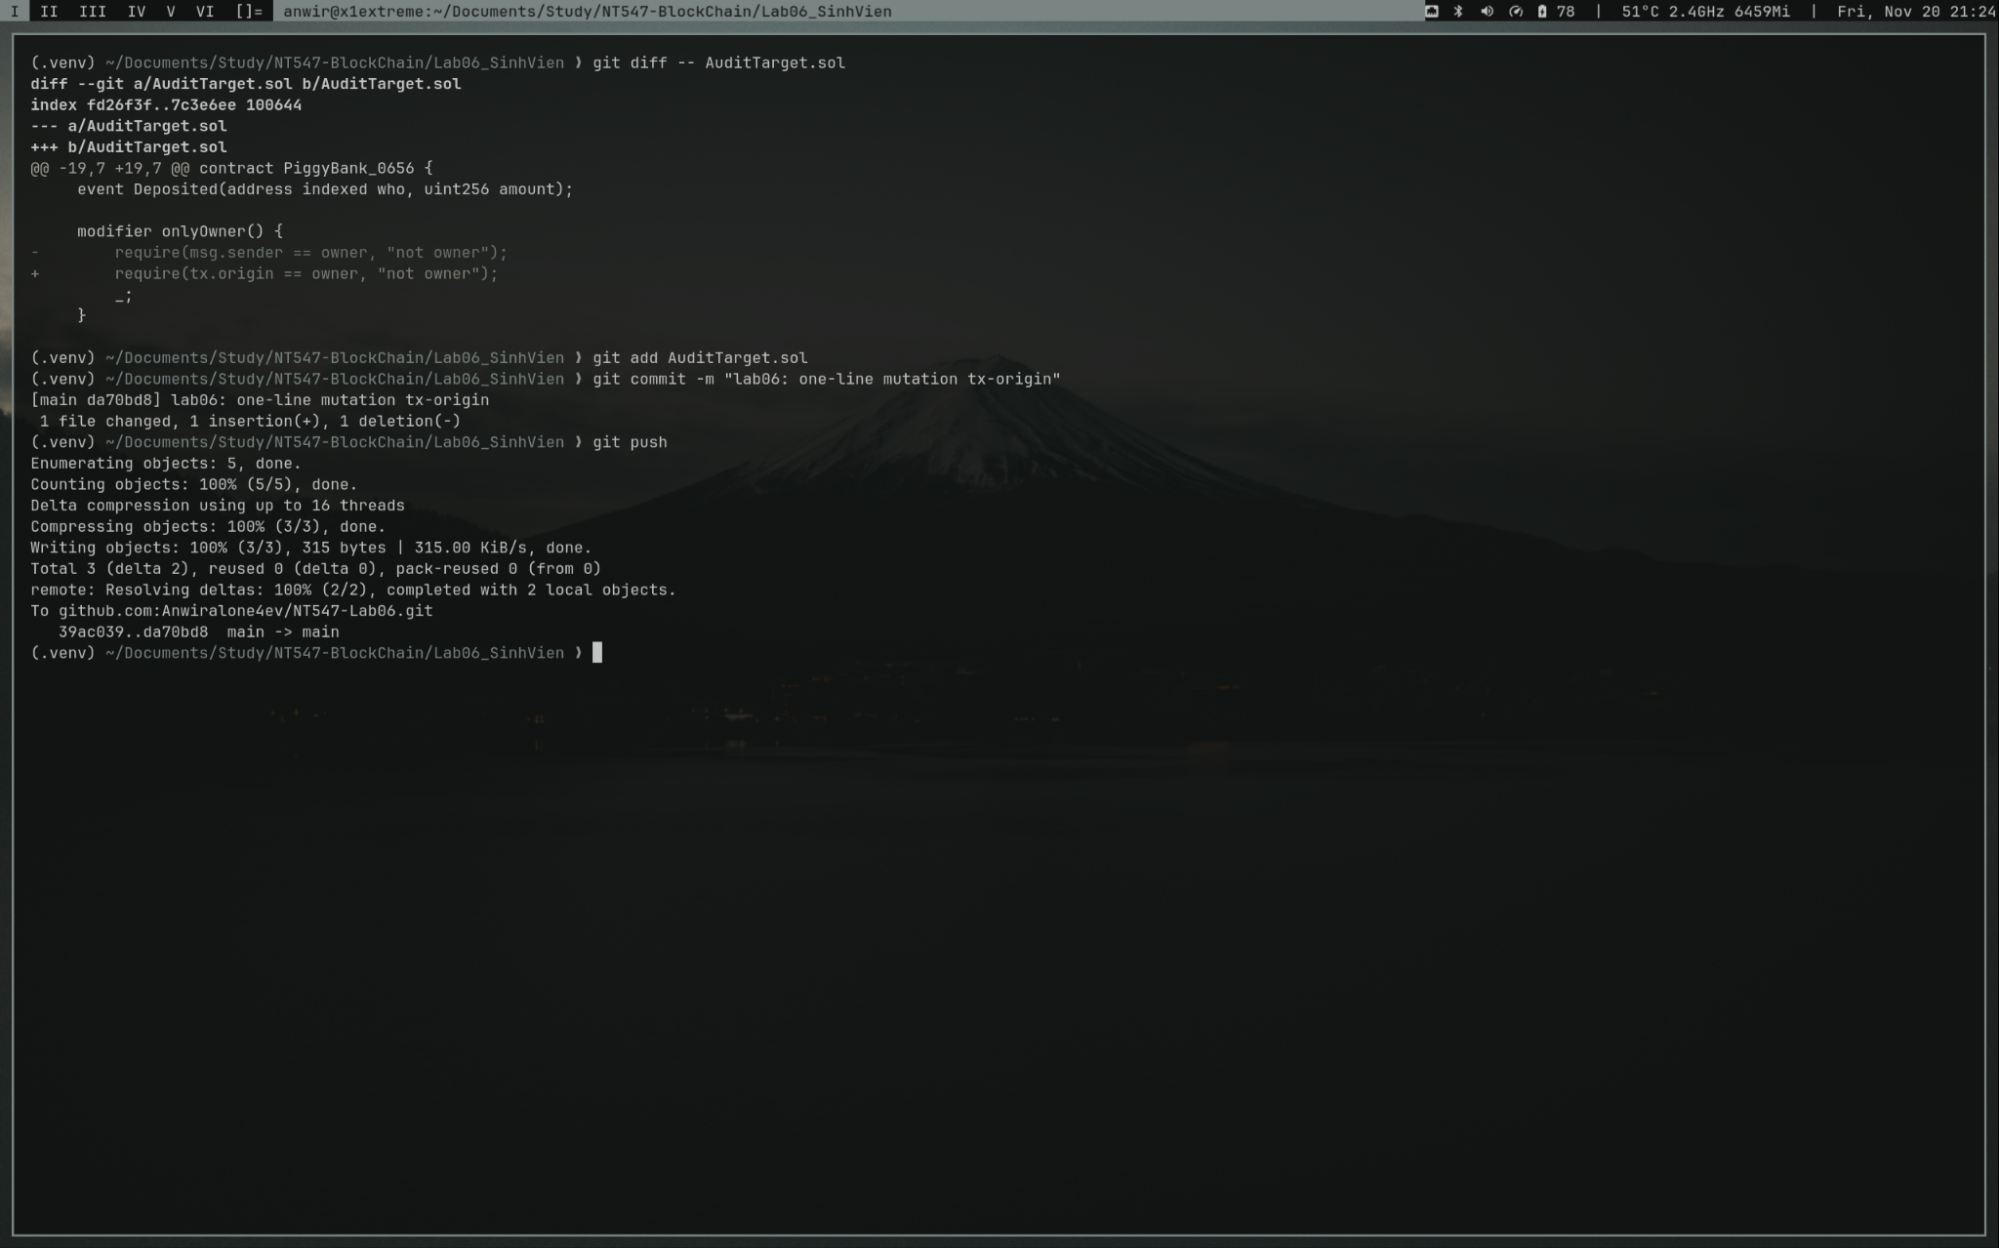 I II III IV V VI []= anwir@x1extreme:~/Documents/Study/NT547-BlockChain/Lab06_SinhVien 78 | 51°C 2.4GHz 6459Mi | Fri, Nov 20 21:24
(.venv) ~/Documents/Study/NT547-BlockChain/Lab06_SinhVien ❯ git diff -- AuditTarget.sol
diff --git a/AuditTarget.sol b/AuditTarget.sol
index fd26f3f..7c3e6ee 100644
--- a/AuditTarget.sol
+++ b/AuditTarget.sol
@@ -19,7 +19,7 @@ contract PiggyBank_0656 {
     event Deposited(address indexed who, uint256 amount);
     modifier onlyOwner() {
-        require(msg.sender == owner, "not owner");
+        require(tx.origin == owner, "not owner");
         _;
     }
(.venv) ~/Documents/Study/NT547-BlockChain/Lab06_SinhVien ❯ git add AuditTarget.sol
(.venv) ~/Documents/Study/NT547-BlockChain/Lab06_SinhVien ❯ git commit -m "lab06: one-line mutation tx-origin"
[main da70bd8] lab06: one-line mutation tx-origin
 1 file changed, 1 insertion(+), 1 deletion(-)
(.venv) ~/Documents/Study/NT547-BlockChain/Lab06_SinhVien ❯ git push
Enumerating objects: 5, done.
Counting objects: 100% (5/5), done.
Delta compression using up to 16 threads
Compressing objects: 100% (3/3), done.
Writing objects: 100% (3/3), 315 bytes | 315.00 KiB/s, done.
Total 3 (delta 2), reused 0 (delta 0), pack-reused 0 (from 0)
remote: Resolving deltas: 100% (2/2), completed with 2 local objects.
To github.com:Anwiralone4ev/NT547-Lab06.git
   39ac039..da70bd8  main -> main
(.venv) ~/Documents/Study/NT547-BlockChain/Lab06_SinhVien ❯